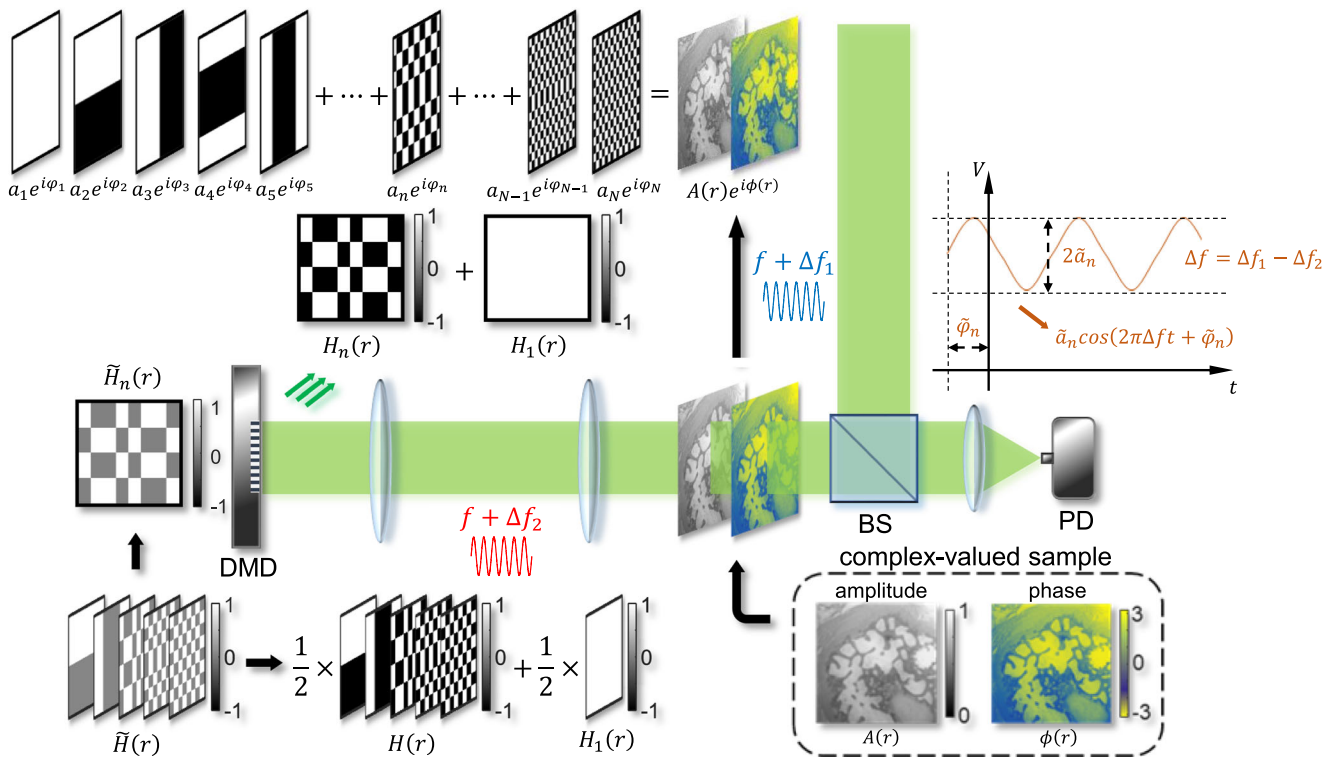 + ⋯ + + ⋯ + =
a₁e^{iφ₁} a₂e^{iφ₂} a₃e^{iφ₃} a₄e^{iφ₄} a₅e^{iφ₅} aₙe^{iφₙ} a_{N−1}e^{iφ_{N−1}} a_N e^{iφ_N} A(r)e^{iϕ(r)}
1
0
-1
+
1
0
-1
Hₙ(r) H₁(r)
f + Δf₁
V
2ãₙ
Δf = Δf₁ − Δf₂
φ̃ₙ
ãₙcos(2πΔft + φ̃ₙ)
t
H̃ₙ(r)
1
0
-1
DMD
f + Δf₂
BS
PD
complex-valued sample
amplitude phase
1
0
3
0
-3
A(r) ϕ(r)
1
0
-1
1/2 ×
1
0
-1
+ 1/2 ×
1
0
-1
H̃(r) H(r) H₁(r)